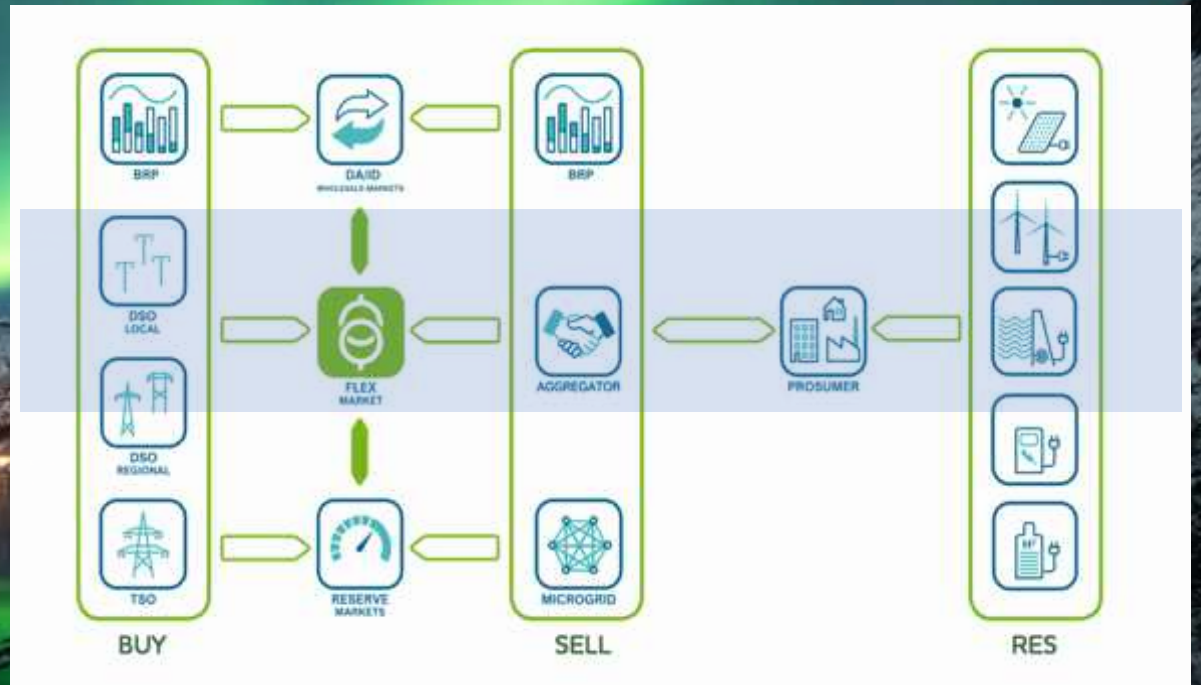 BRP
DA/ID
WHOLESALE MARKETS
BRP
DSO
LOCAL
FLEX
MARKET
AGGREGATOR
PROSUMER
DSO
REGIONAL
TSO
RESERVE
MARKETS
MICROGRID
H²
BUY
SELL
RES